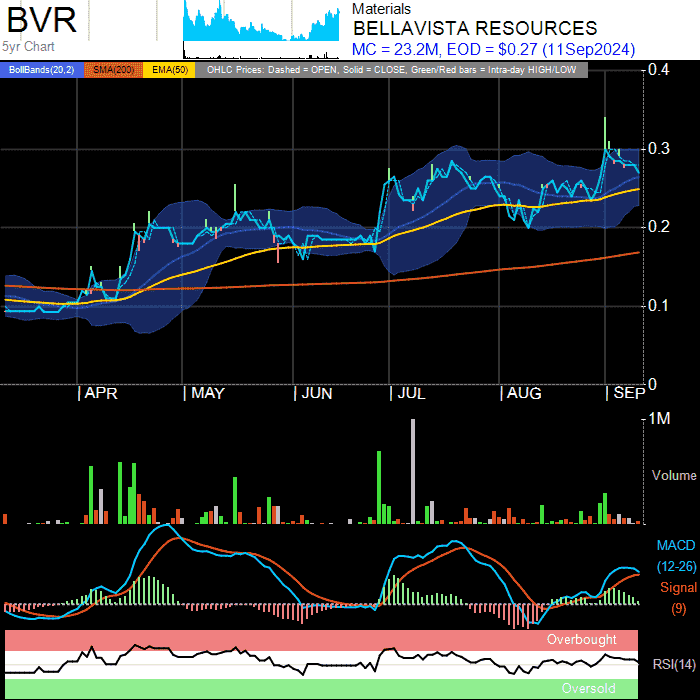 BVR
5yr Chart
Materials
BELLAVISTA RESOURCES
MC = 23.2M, EOD = $0.27 (11Sep2024)
BollBands(20,2) SMA(200) EMA(50) OHLC Prices: Dashed = OPEN, Solid = CLOSE, Green/Red bars = Intra-day HIGH/LOW
0.4
0.3
0.2
0.1
0
| APR | MAY | JUN | JUL | AUG | SEP
1M
Volume
MACD
(12-26)
Signal
(9)
Overbought
RSI(14)
Oversold